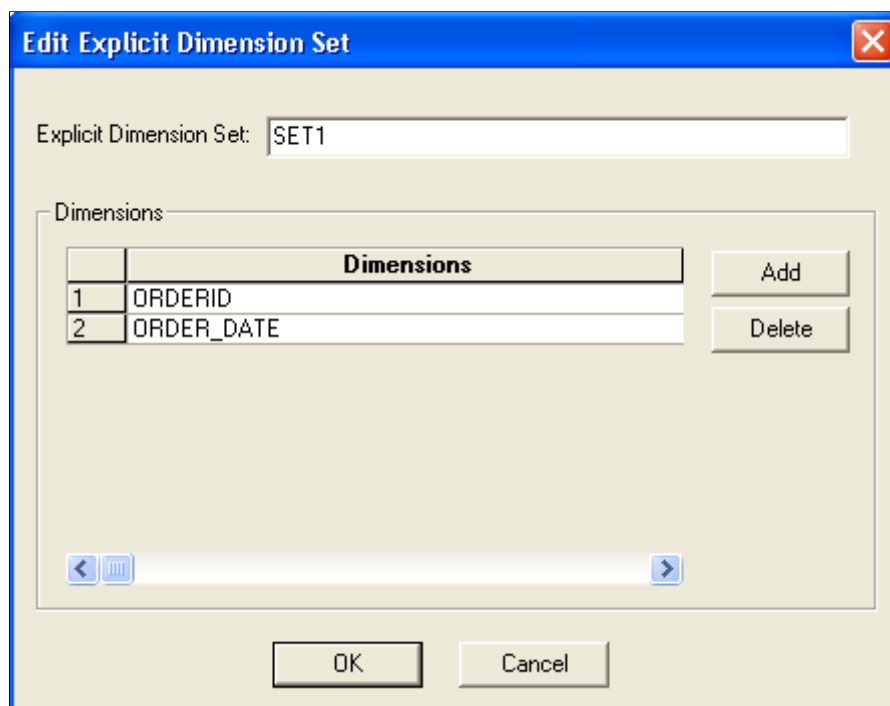 Edit Explicit Dimension Set
Explicit Dimension Set: SET1
Dimensions
Dimensions
Add
1 ORDERID
2 ORDER_DATE
Delete
OK Cancel